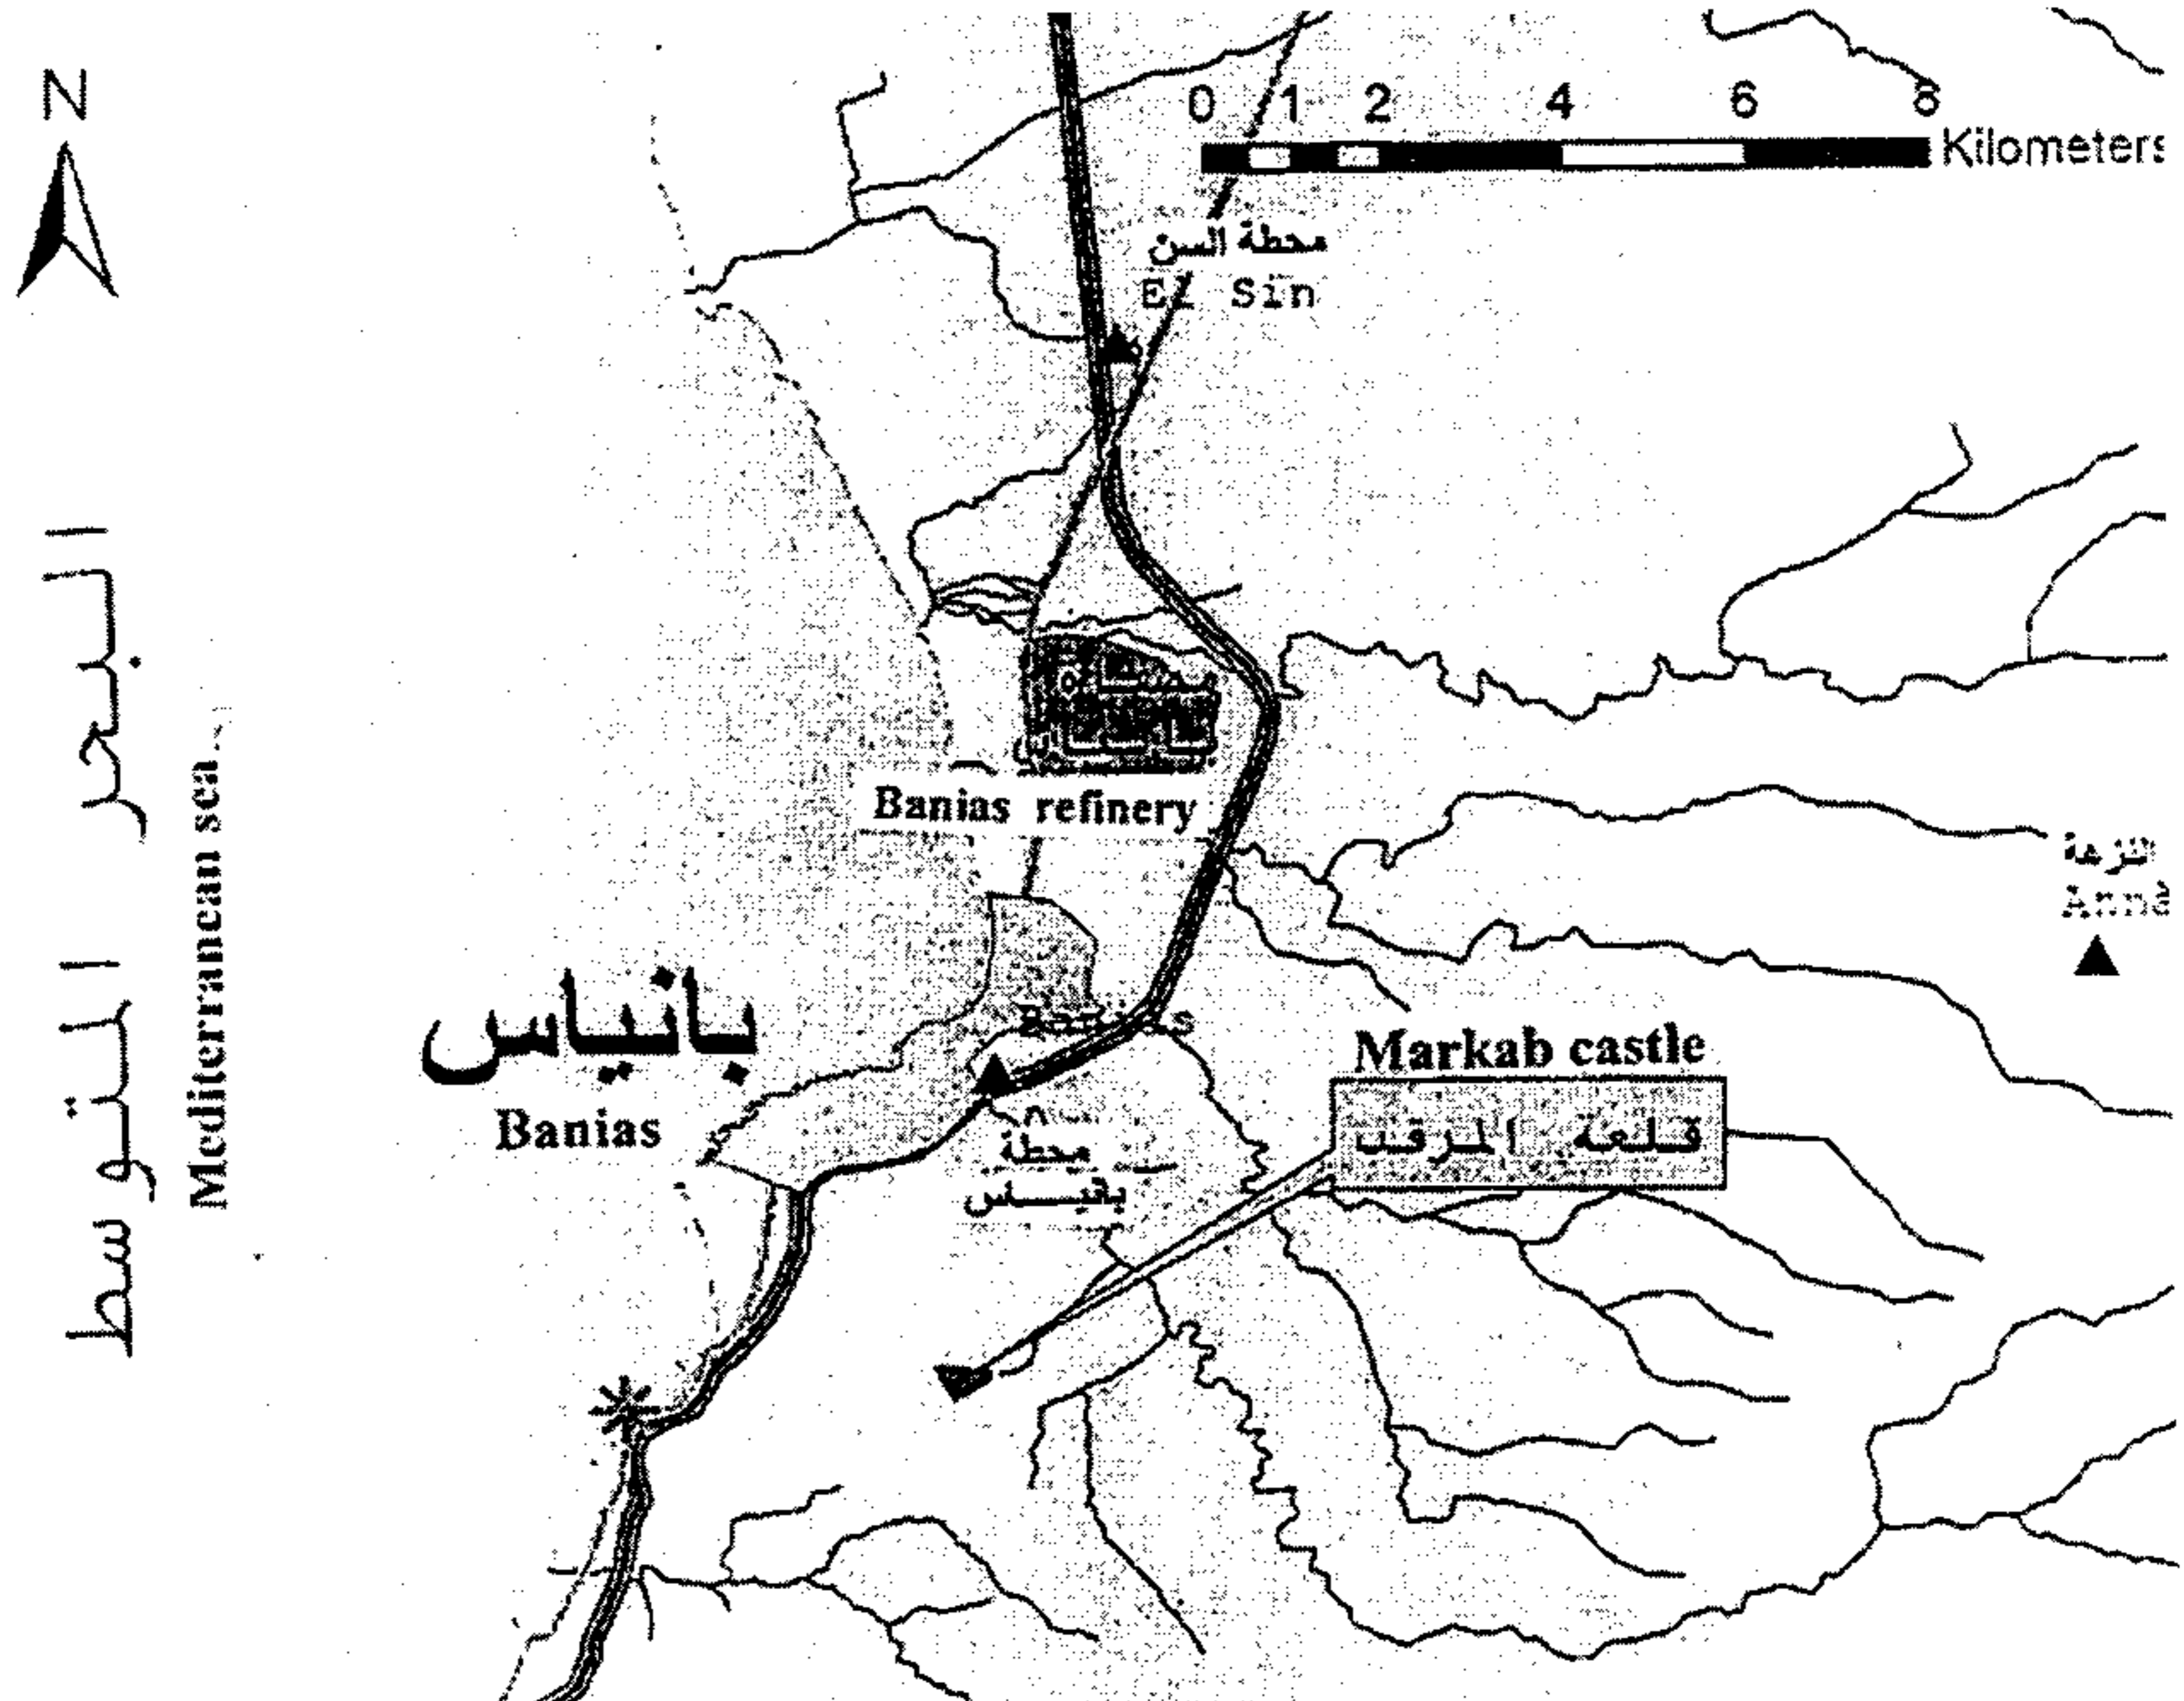 N
0 1 2 4 6 8
Kilometers
محطة السن
El Sin
البحر المتوسط
Mediterranean sea
Banias refinery
النزهة
بانياس
Banias
Markab castle
قلعة المرقب
محطة
بانياس